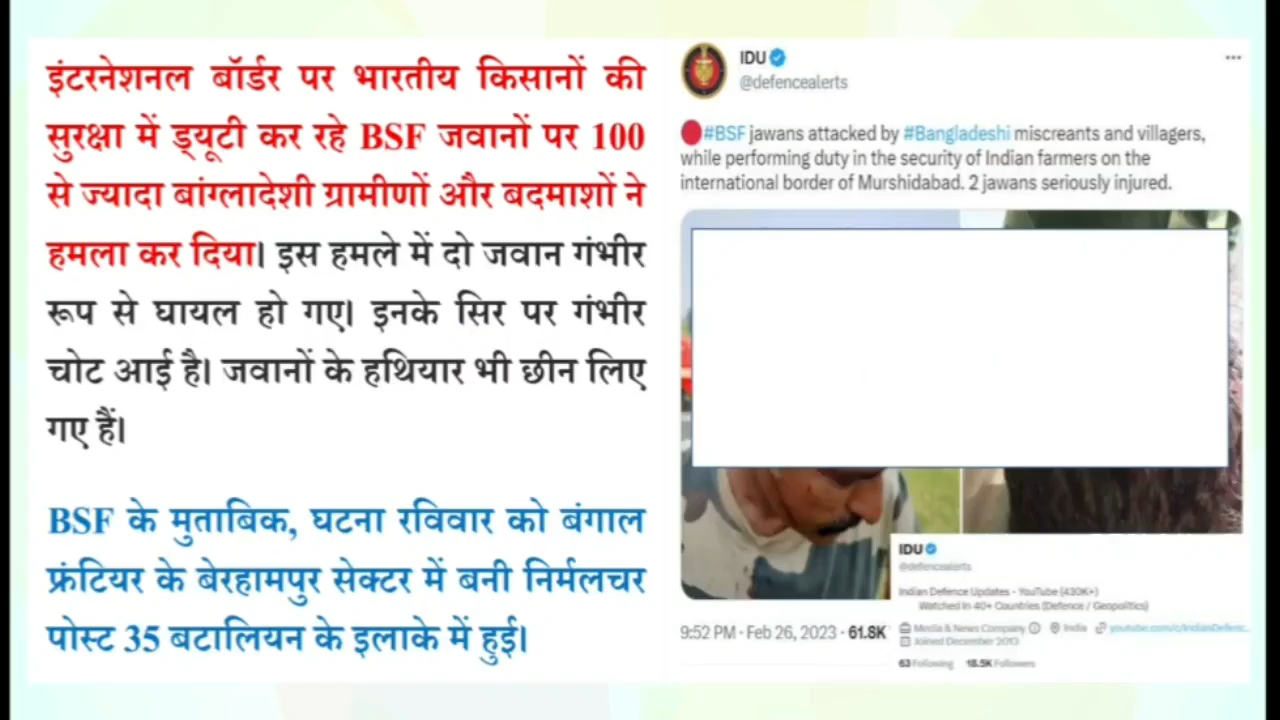 इंटरनेशनल बॉर्डर पर भारतीय किसानों की
सुरक्षा में ड्यूटी कर रहे BSF जवानों पर 100
से ज्यादा बांग्लादेशी ग्रामीणों और बदमाशों ने
हमला कर दिया। इस हमले में दो जवान गंभीर
रूप से घायल हो गए। इनके सिर पर गंभीर
चोट आई है। जवानों के हथियार भी छीन लिए
गए हैं।
BSF के मुताबिक, घटना रविवार को बंगाल
फ्रंटियर के बेरहामपुर सेक्टर में बनी निर्मलचर
पोस्ट 35 बटालियन के इलाके में हुई।
IDU
@defencealerts
#BSF jawans attacked by #Bangladeshi miscreants and villagers,
while performing duty in the security of Indian farmers on the
international border of Murshidabad. 2 jawans seriously injured.
9:52 PM · Feb 26, 2023 · 61.8K
IDU
@defencealerts
Indian Defence Updates - YouTube (430K+)
Watched In 40+ Countries (Defence / Geopolitics)
Media & News Company India youtube.com/c/IndianDefenc...
Joined December 2013
63 Following 18.5K Followers